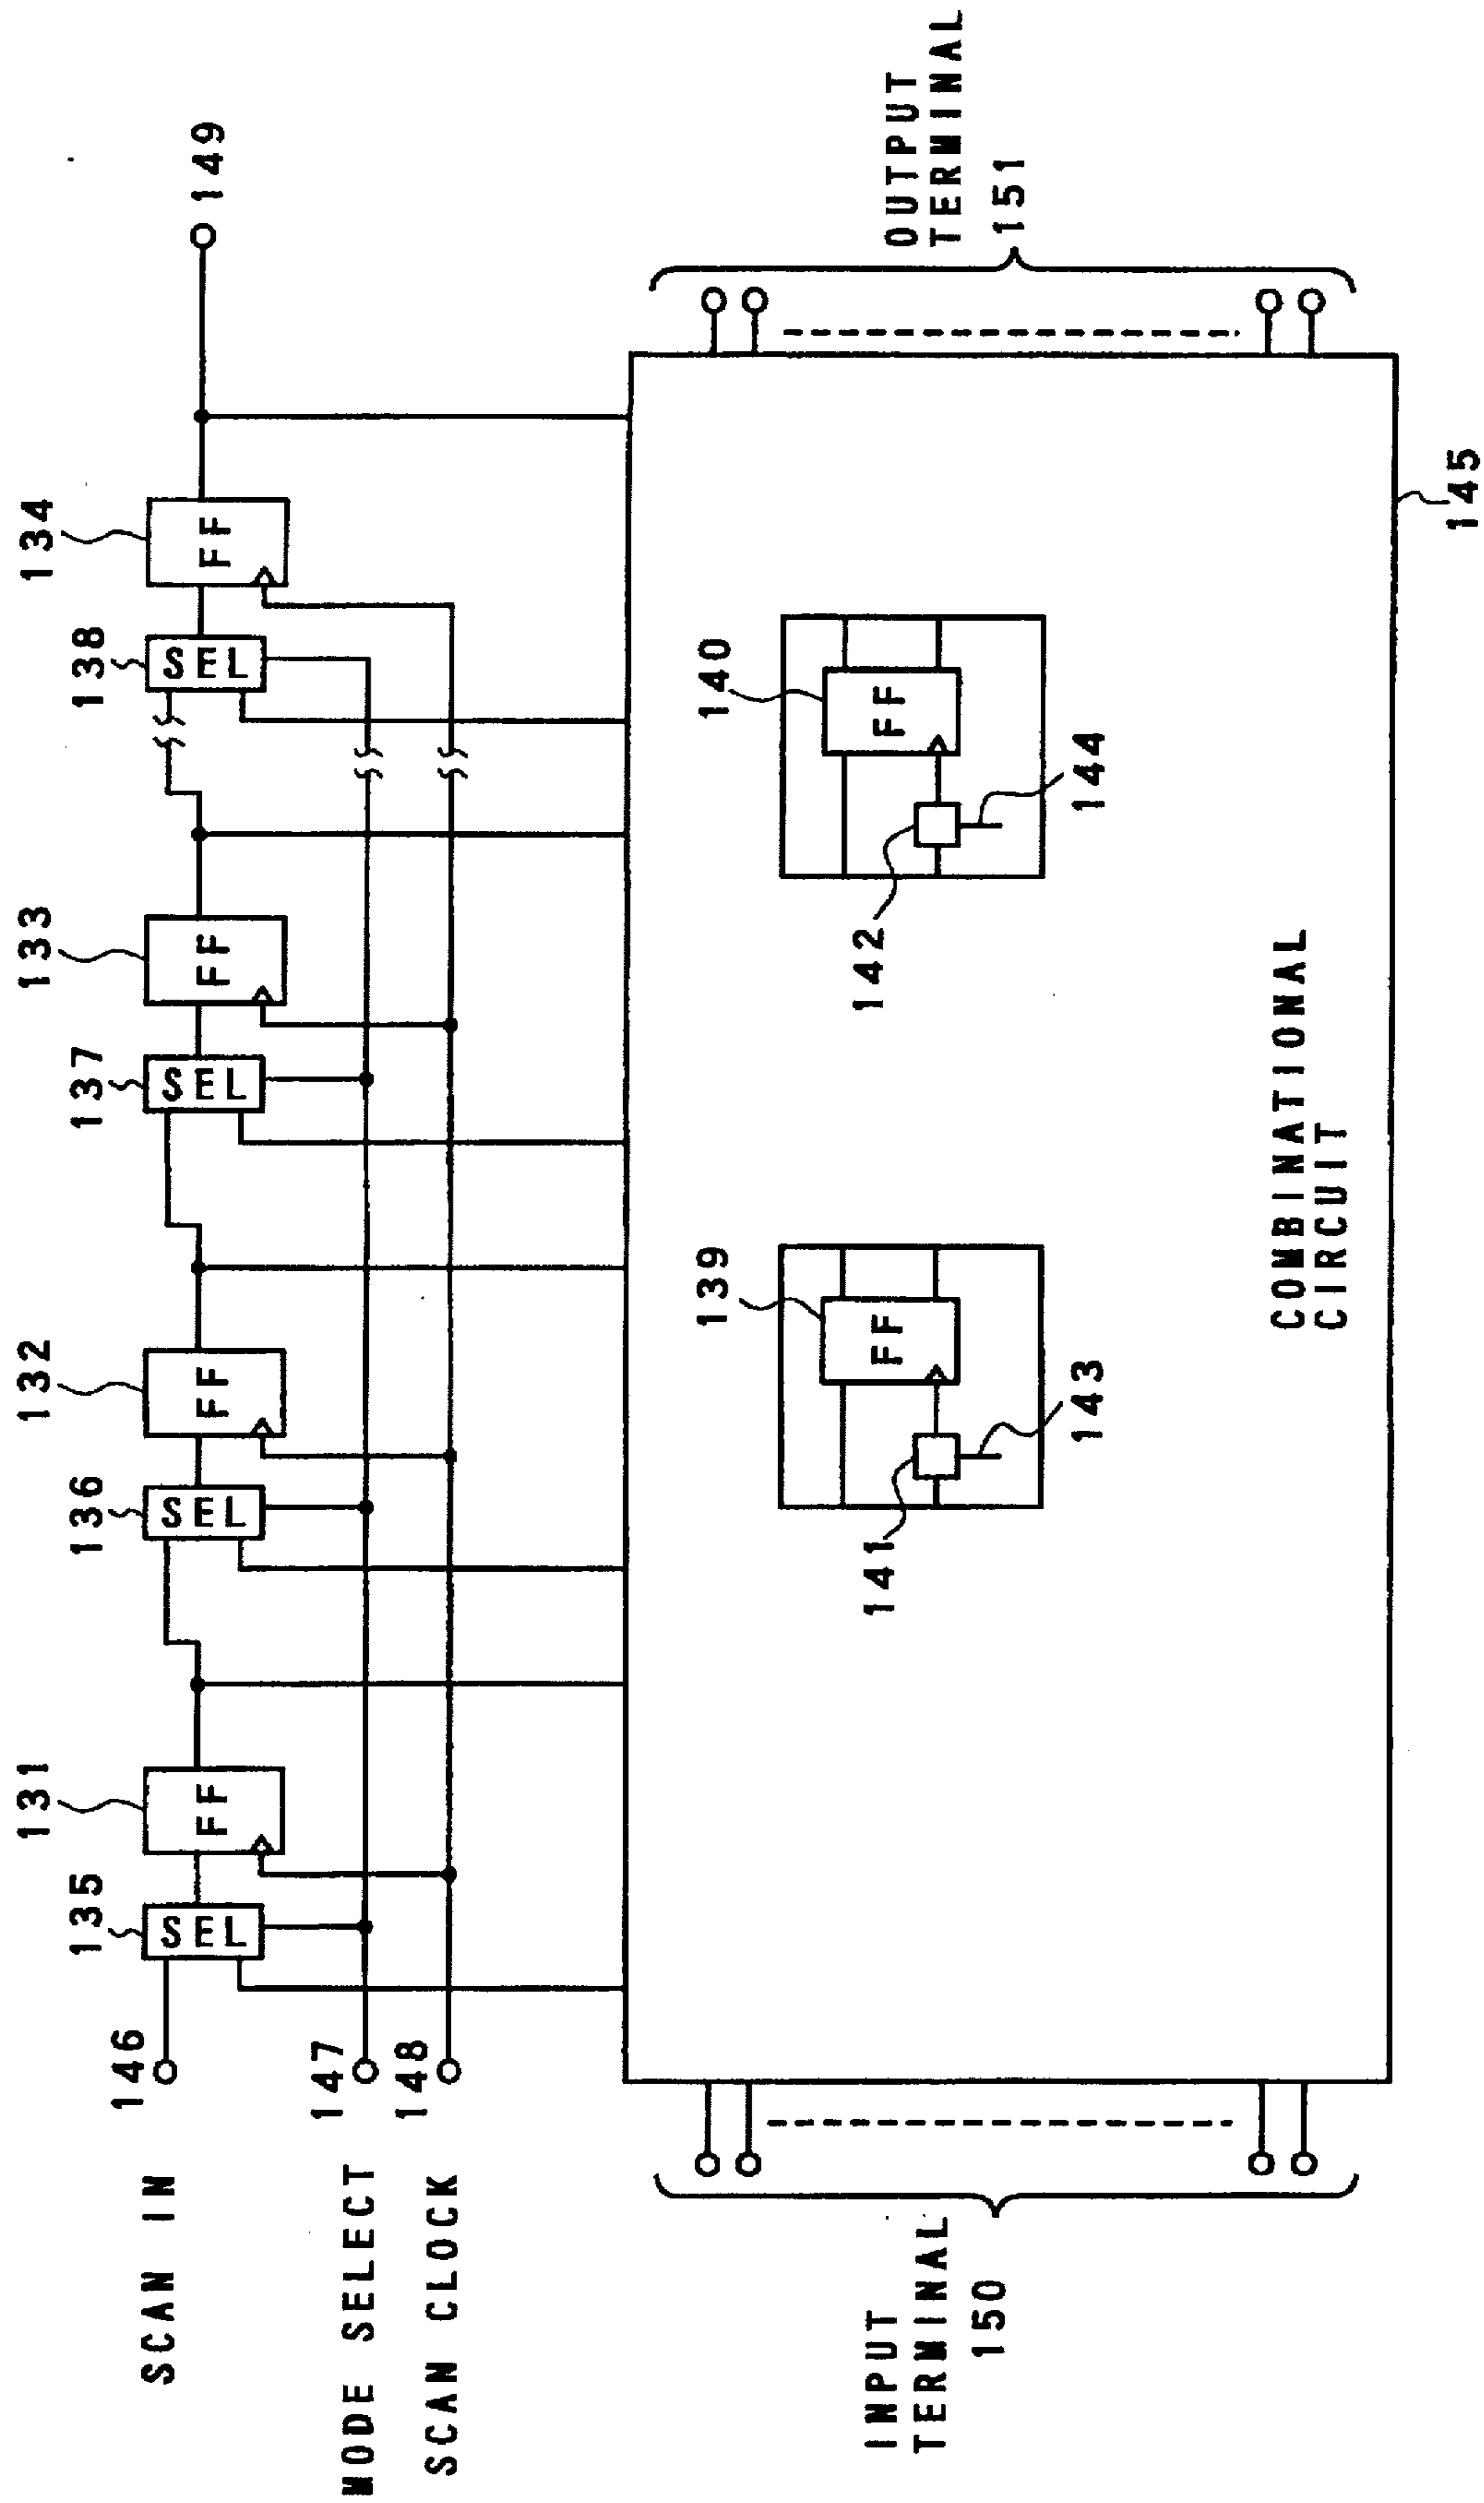 SCAN IN
146
MODE SELECT
147
SCAN CLOCK
148
135
SEL
131
FF
136
SEL
132
FF
137
SEL
133
FF
138
SEL
134
FF
149
INPUT
TERMINAL
150
141
139
FF
143
142
140
FF
144
COMBINATIONAL
CIRCUIT
145
OUTPUT
TERMINAL
151